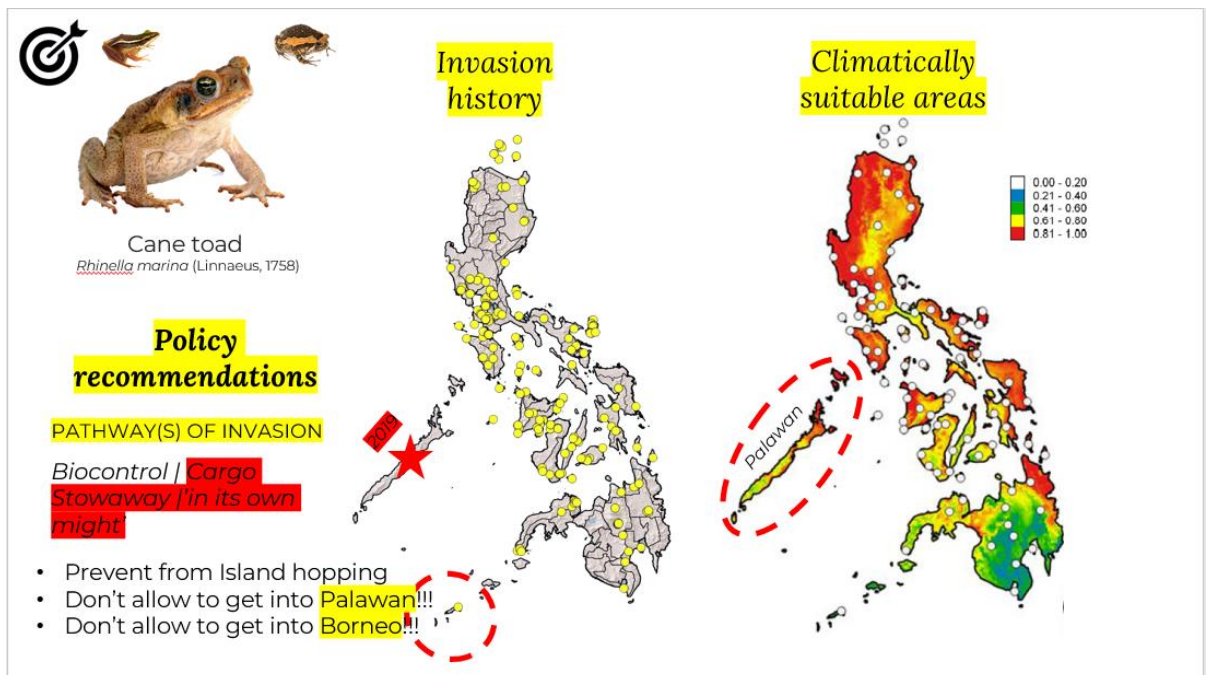 Cane toad
Rhinella marina (Linnaeus, 1758)
Policy
recommendations
PATHWAY(S) OF INVASION
Biocontrol | Cargo
Stowaway |'in its own
might'
• Prevent from Island hopping
• Don't allow to get into Palawan!!!
• Don't allow to get into Borneo!!!
Invasion
history
2019
Climatically
suitable areas
0.00 - 0.20
0.21 - 0.40
0.41 - 0.60
0.61 - 0.80
0.81 - 1.00
Palawan